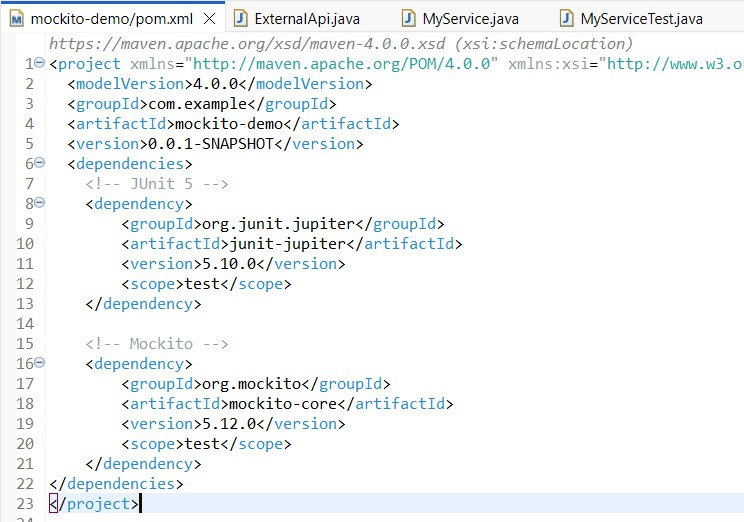 mockito-demo/pom.xml ExternalApi.java MyService.java MyServiceTest.java
https://maven.apache.org/xsd/maven-4.0.0.xsd (xsi:schemaLocation)
1 <project xmlns="http://maven.apache.org/POM/4.0.0" xmlns:xsi="http://www.w3.o
2 <modelVersion>4.0.0</modelVersion>
3 <groupId>com.example</groupId>
4 <artifactId>mockito-demo</artifactId>
5 <version>0.0.1-SNAPSHOT</version>
6 <dependencies>
7 <!-- JUnit 5 -->
8 <dependency>
9 <groupId>org.junit.jupiter</groupId>
10 <artifactId>junit-jupiter</artifactId>
11 <version>5.10.0</version>
12 <scope>test</scope>
13 </dependency>
14
15 <!-- Mockito -->
16 <dependency>
17 <groupId>org.mockito</groupId>
18 <artifactId>mockito-core</artifactId>
19 <version>5.12.0</version>
20 <scope>test</scope>
21 </dependency>
22 </dependencies>
23 </project>
24